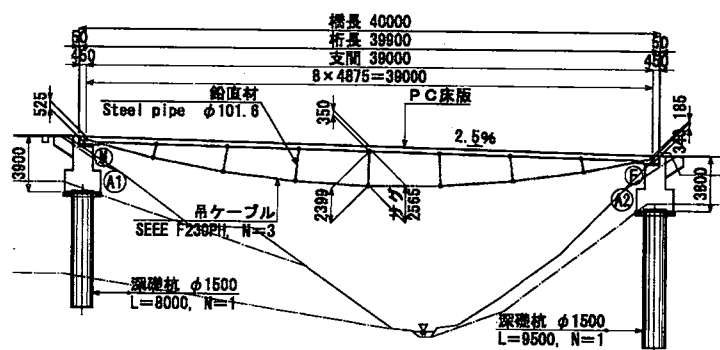 橋長 40000
50 桁長 39900 50
450 支間 39000 450
8×4875=39000
525
鉛直材
Steel pipe φ101.6
350
PC床版
2.5%
185
340
3900
M
A1
F
A2
3800
2399
サグ
2565
吊ケーブル
SEEE F230PH, N=3
深礎杭 φ1500
L=8000, N=1
深礎杭 φ1500
L=9500, N=1